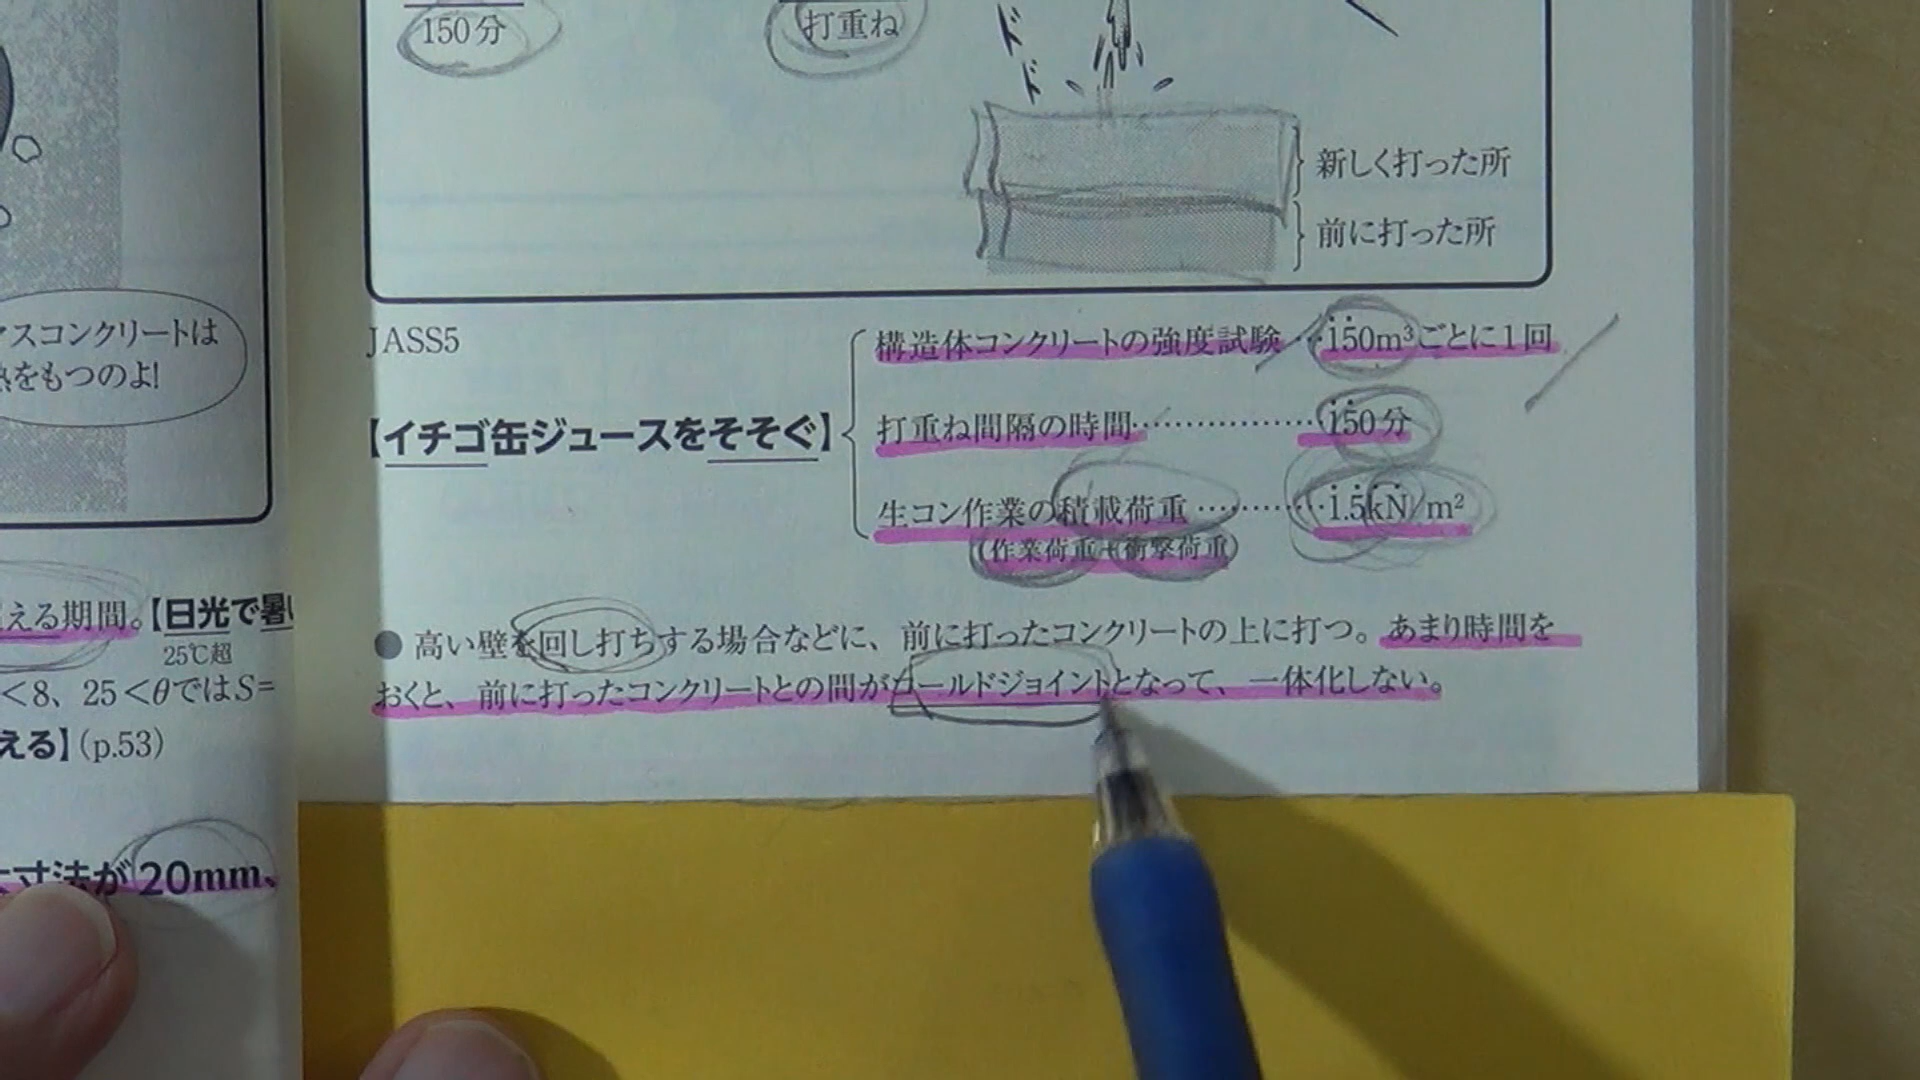 スコンクリートは
をもつのよ!
える期間。【日光で暑い
25℃超
<8、25<θではS=
える】(p.53)
寸法が20mm、
150分
打重ね
ドド
新しく打った所
前に打った所
JASS5
【イチゴ缶ジュースをそそぐ】
構造体コンクリートの強度試験…150m³ごとに1回
打重ね間隔の時間………………150分
生コン作業の積載荷重…………1.5kN/m²
(作業荷重+衝撃荷重)
●高い壁を回し打ちする場合などに、前に打ったコンクリートの上に打つ。あまり時間を
おくと、前に打ったコンクリートとの間がコールドジョイントとなって、一体化しない。